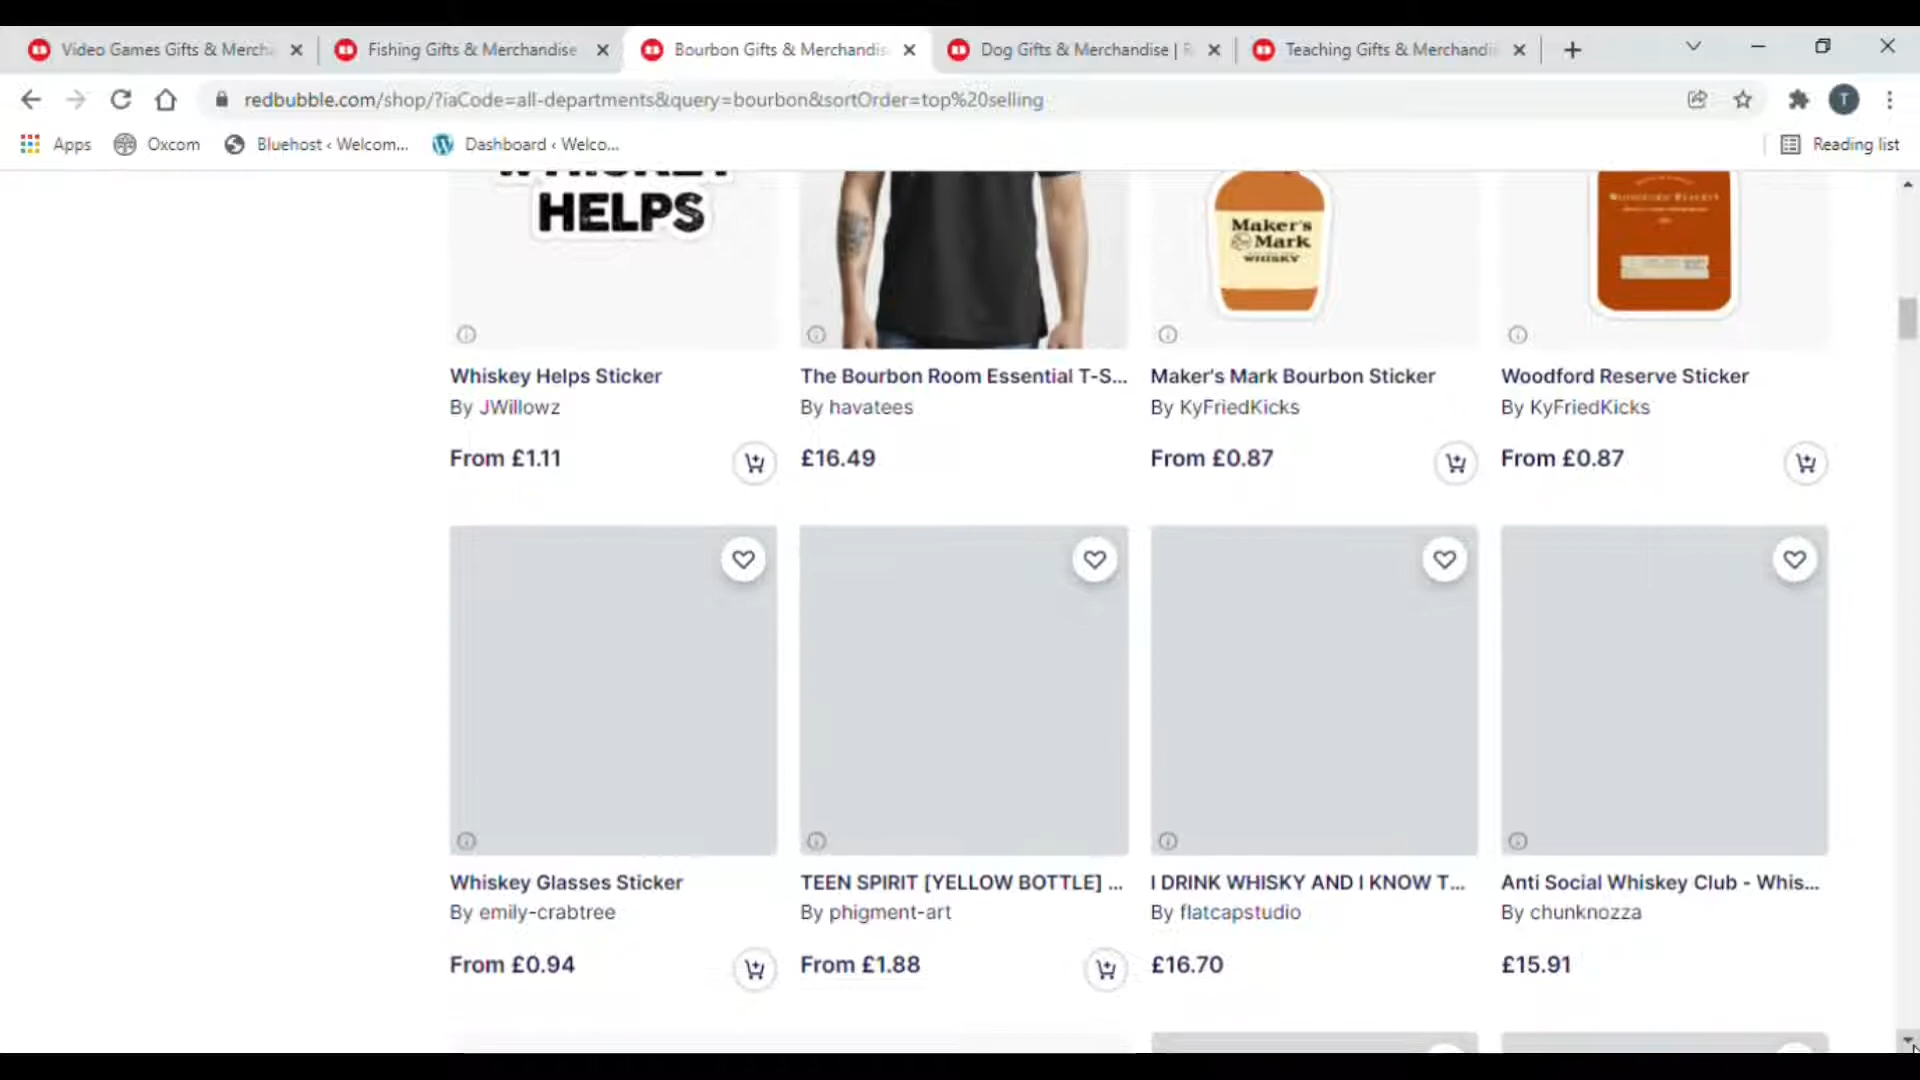 Video Games Gifts & Merch
Fishing Gifts & Merchandise
Bourbon Gifts & Merchandis
Dog Gifts & Merchandise | R
Teaching Gifts & Merchandi
redbubble.com/shop/?iaCode=all-departments&query=bourbon&sortOrder=top%20selling
T
Apps
Oxcom
Bluehost ‹ Welcom...
Dashboard ‹ Welco...
Reading list
WHISKEY
HELPS
Maker's
Mark
WHISKY
WOODFORD RESERVE
Whiskey Helps Sticker
The Bourbon Room Essential T-S...
Maker's Mark Bourbon Sticker
Woodford Reserve Sticker
By JWillowz
By havatees
By KyFriedKicks
By KyFriedKicks
From £1.11
£16.49
From £0.87
From £0.87
Whiskey Glasses Sticker
TEEN SPIRIT [YELLOW BOTTLE] ...
I DRINK WHISKY AND I KNOW T...
Anti Social Whiskey Club - Whis...
By emily-crabtree
By phigment-art
By flatcapstudio
By chunknozza
From £0.94
From £1.88
£16.70
£15.91